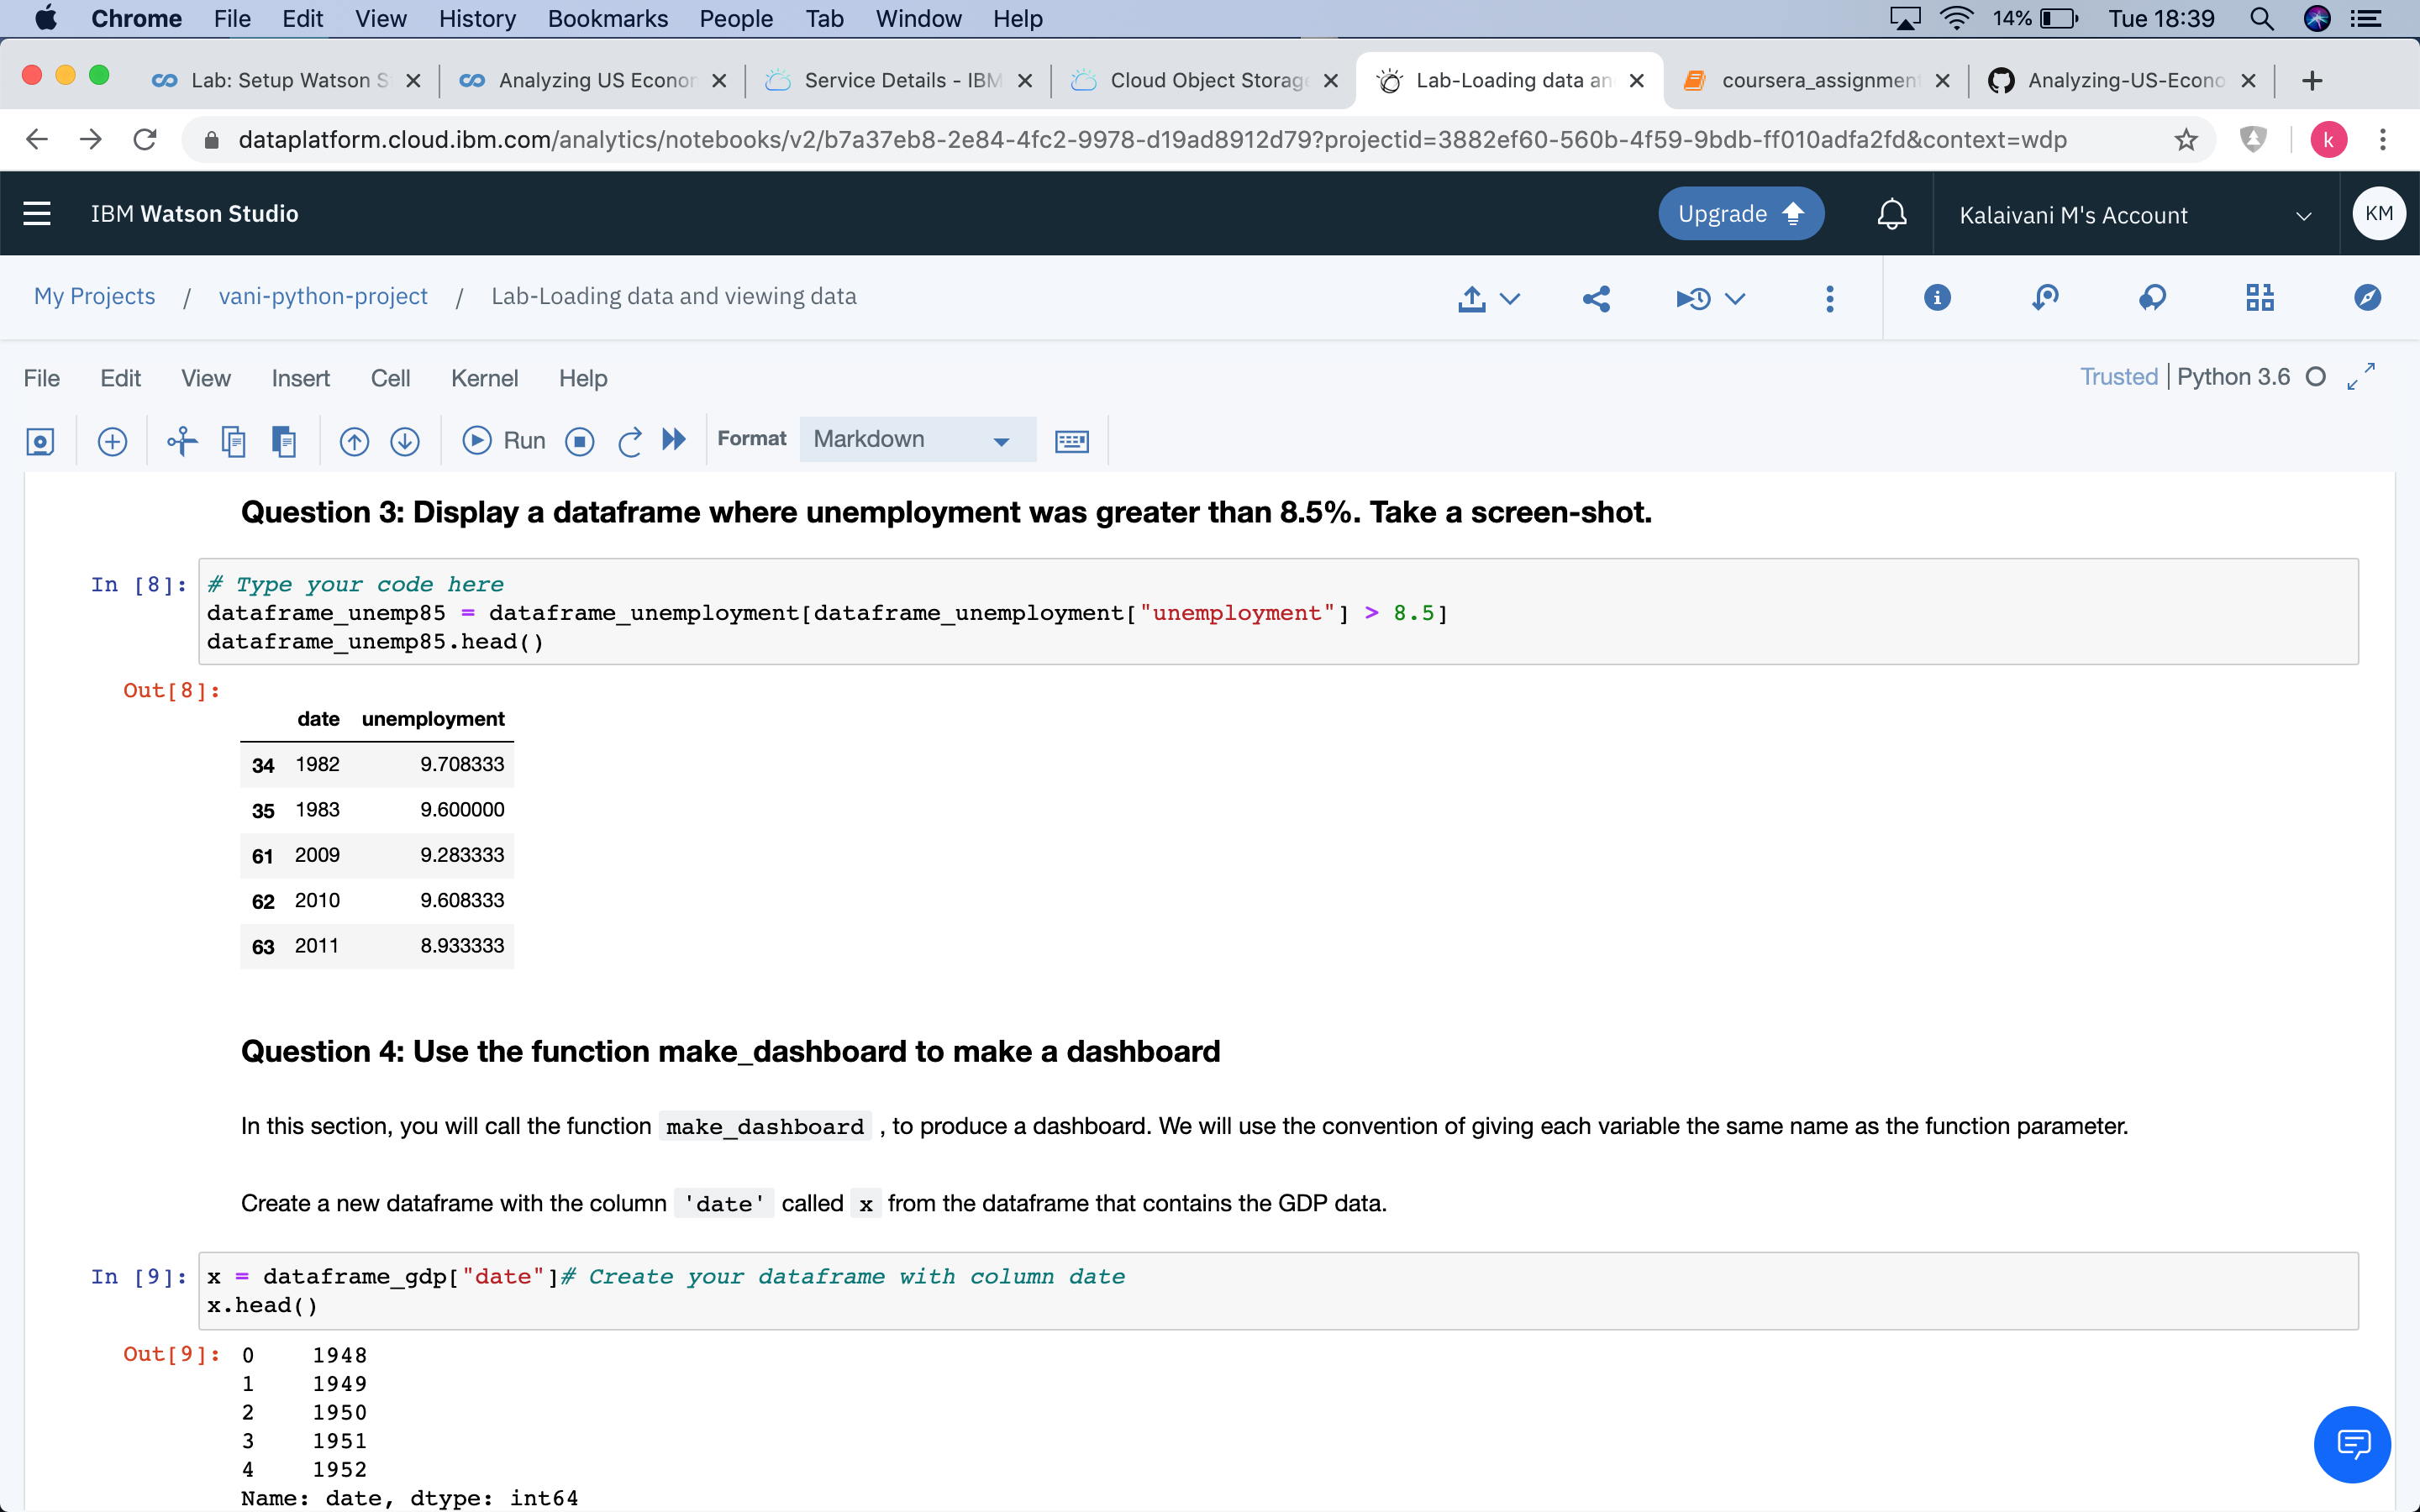 Chrome File Edit View History Bookmarks People Tab Window Help 14% Tue 18:39
Lab: Setup Watson S Analyzing US Econor Service Details - IBM Cloud Object Storage Lab-Loading data an coursera_assignment Analyzing-US-Econo
dataplatform.cloud.ibm.com/analytics/notebooks/v2/b7a37eb8-2e84-4fc2-9978-d19ad8912d79?projectid=3882ef60-560b-4f59-9bdb-ff010adfa2fd&context=wdp k
IBM Watson Studio Upgrade Kalaivani M's Account KM
My Projects / vani-python-project / Lab-Loading data and viewing data
File Edit View Insert Cell Kernel Help Trusted | Python 3.6
Run Format Markdown
Question 3: Display a dataframe where unemployment was greater than 8.5%. Take a screen-shot.
In [8]: # Type your code here
dataframe_unemp85 = dataframe_unemployment[dataframe_unemployment["unemployment"] > 8.5]
dataframe_unemp85.head()
Out[8]:
date unemployment
34 1982 9.708333
35 1983 9.600000
61 2009 9.283333
62 2010 9.608333
63 2011 8.933333
Question 4: Use the function make_dashboard to make a dashboard
In this section, you will call the function make_dashboard , to produce a dashboard. We will use the convention of giving each variable the same name as the function parameter.
Create a new dataframe with the column 'date' called x from the dataframe that contains the GDP data.
In [9]: x = dataframe_gdp["date"]# Create your dataframe with column date
x.head()
Out[9]: 0 1948
1 1949
2 1950
3 1951
4 1952
Name: date, dtype: int64